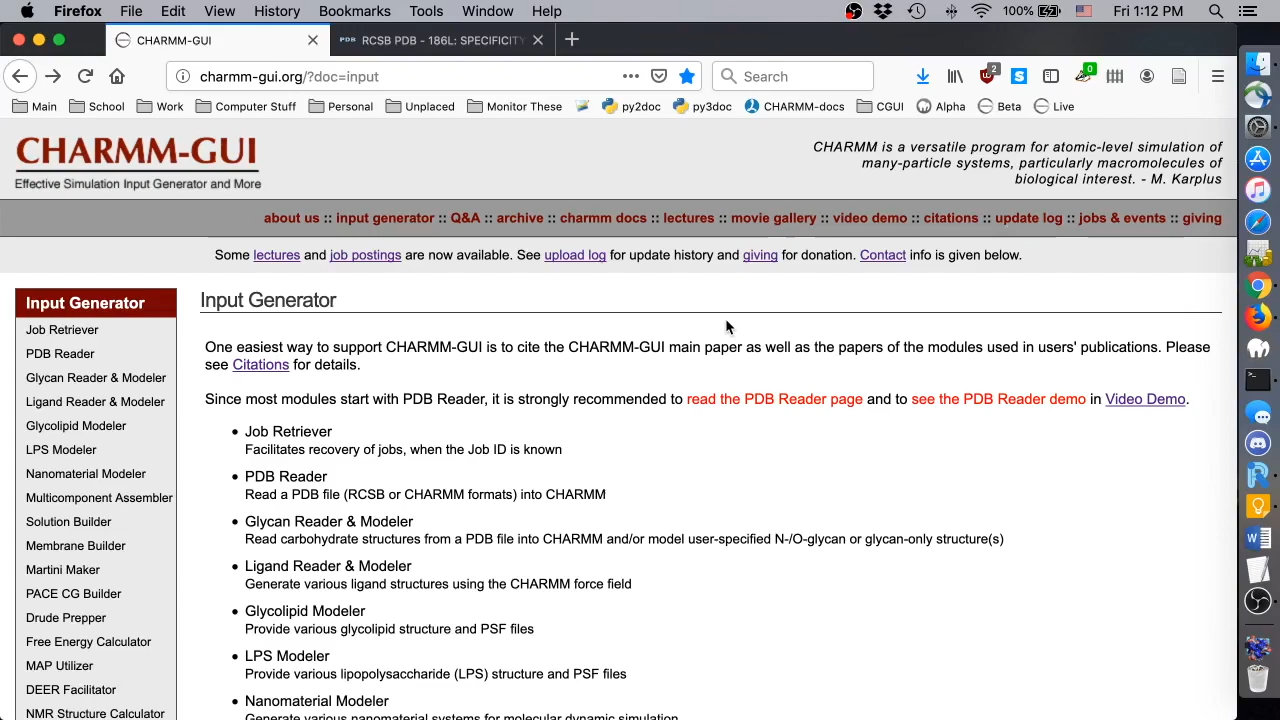 Firefox File Edit View History Bookmarks Tools Window Help 100% Fri 1:12 PM
CHARMM-GUI PDB RCSB PDB - 186L: SPECIFICITY
charmm-gui.org/?doc=input Search 2 S 0
Main School Work Computer Stuff Personal Unplaced Monitor These py2doc py3doc CHARMM-docs CGUI Alpha Beta Live
CHARMM-GUI
Effective Simulation Input Generator and More
CHARMM is a versatile program for atomic-level simulation of
many-particle systems, particularly macromolecules of
biological interest. - M. Karplus
about us :: input generator :: Q&A :: archive :: charmm docs :: lectures :: movie gallery :: video demo :: citations :: update log :: jobs & events :: giving
Some lectures and job postings are now available. See upload log for update history and giving for donation. Contact info is given below.
Input Generator
Job Retriever
PDB Reader
Glycan Reader & Modeler
Ligand Reader & Modeler
Glycolipid Modeler
LPS Modeler
Nanomaterial Modeler
Multicomponent Assembler
Solution Builder
Membrane Builder
Martini Maker
PACE CG Builder
Drude Prepper
Free Energy Calculator
MAP Utilizer
DEER Facilitator
NMR Structure Calculator
Input Generator
One easiest way to support CHARMM-GUI is to cite the CHARMM-GUI main paper as well as the papers of the modules used in users' publications. Please
see Citations for details.
Since most modules start with PDB Reader, it is strongly recommended to read the PDB Reader page and to see the PDB Reader demo in Video Demo.
• Job Retriever
Facilitates recovery of jobs, when the Job ID is known
• PDB Reader
Read a PDB file (RCSB or CHARMM formats) into CHARMM
• Glycan Reader & Modeler
Read carbohydrate structures from a PDB file into CHARMM and/or model user-specified N-/O-glycan or glycan-only structure(s)
• Ligand Reader & Modeler
Generate various ligand structures using the CHARMM force field
• Glycolipid Modeler
Provide various glycolipid structure and PSF files
• LPS Modeler
Provide various lipopolysaccharide (LPS) structure and PSF files
• Nanomaterial Modeler
Generate various nanomaterial systems for molecular dynamic simulation